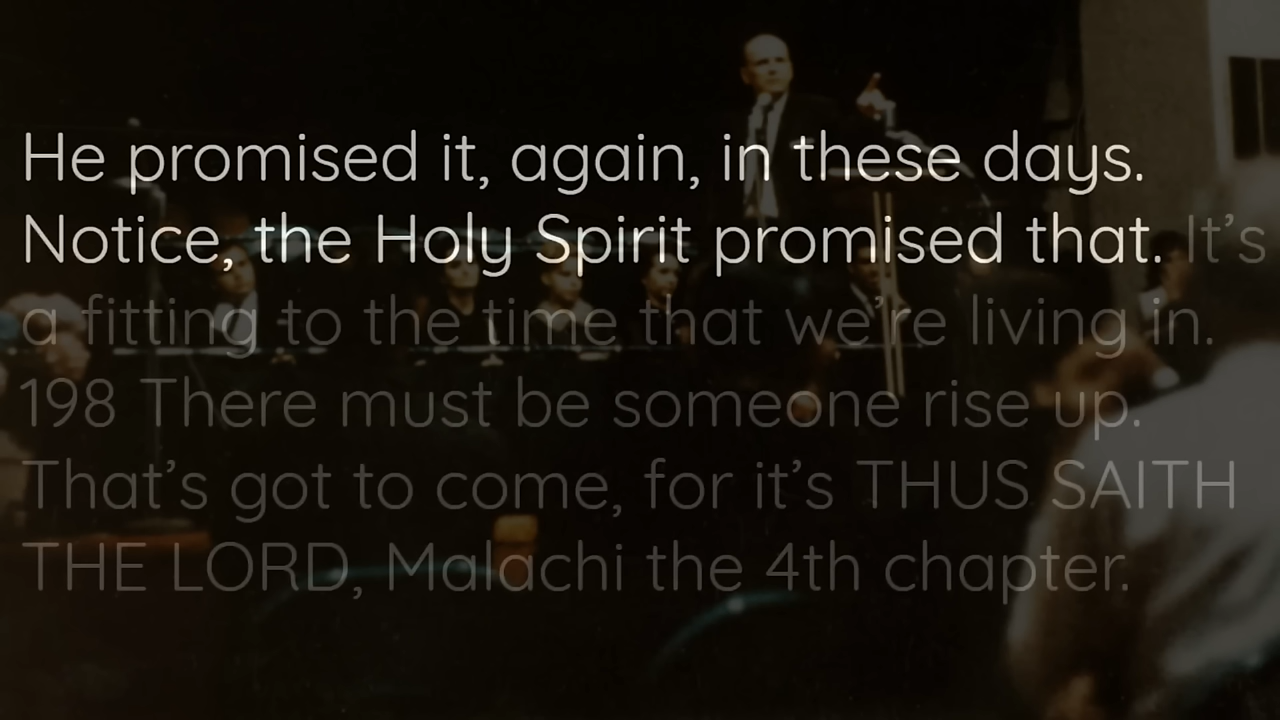 He promised it, again, in these days.
Notice, the Holy Spirit promised that. It’s
a fitting to the time that we’re living in.
198 There must be someone rise up.
That’s got to come, for it’s THUS SAITH
THE LORD, Malachi the 4th chapter.